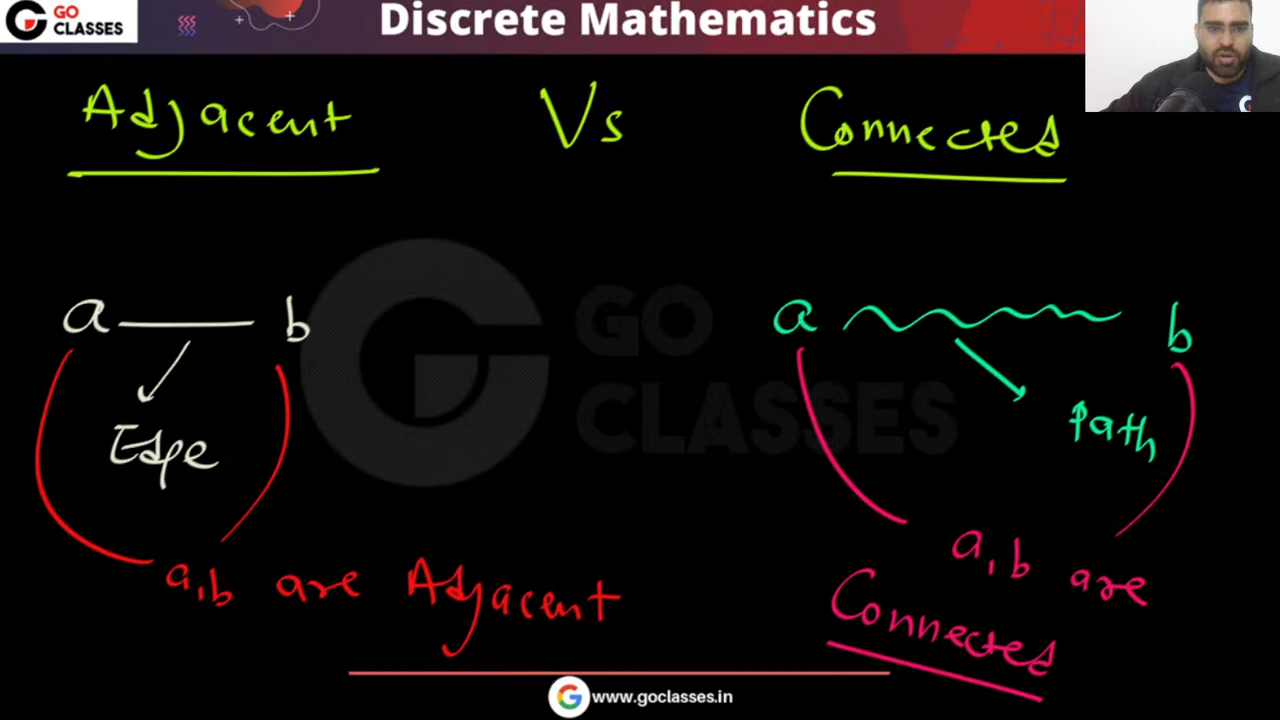 GO
CLASSES
Discrete Mathematics
Adjacent Vs Connected
a b
Edge
a,b are Adjacent
a b
Path
a,b are
Connected
GO
CLASSES
www.goclasses.in